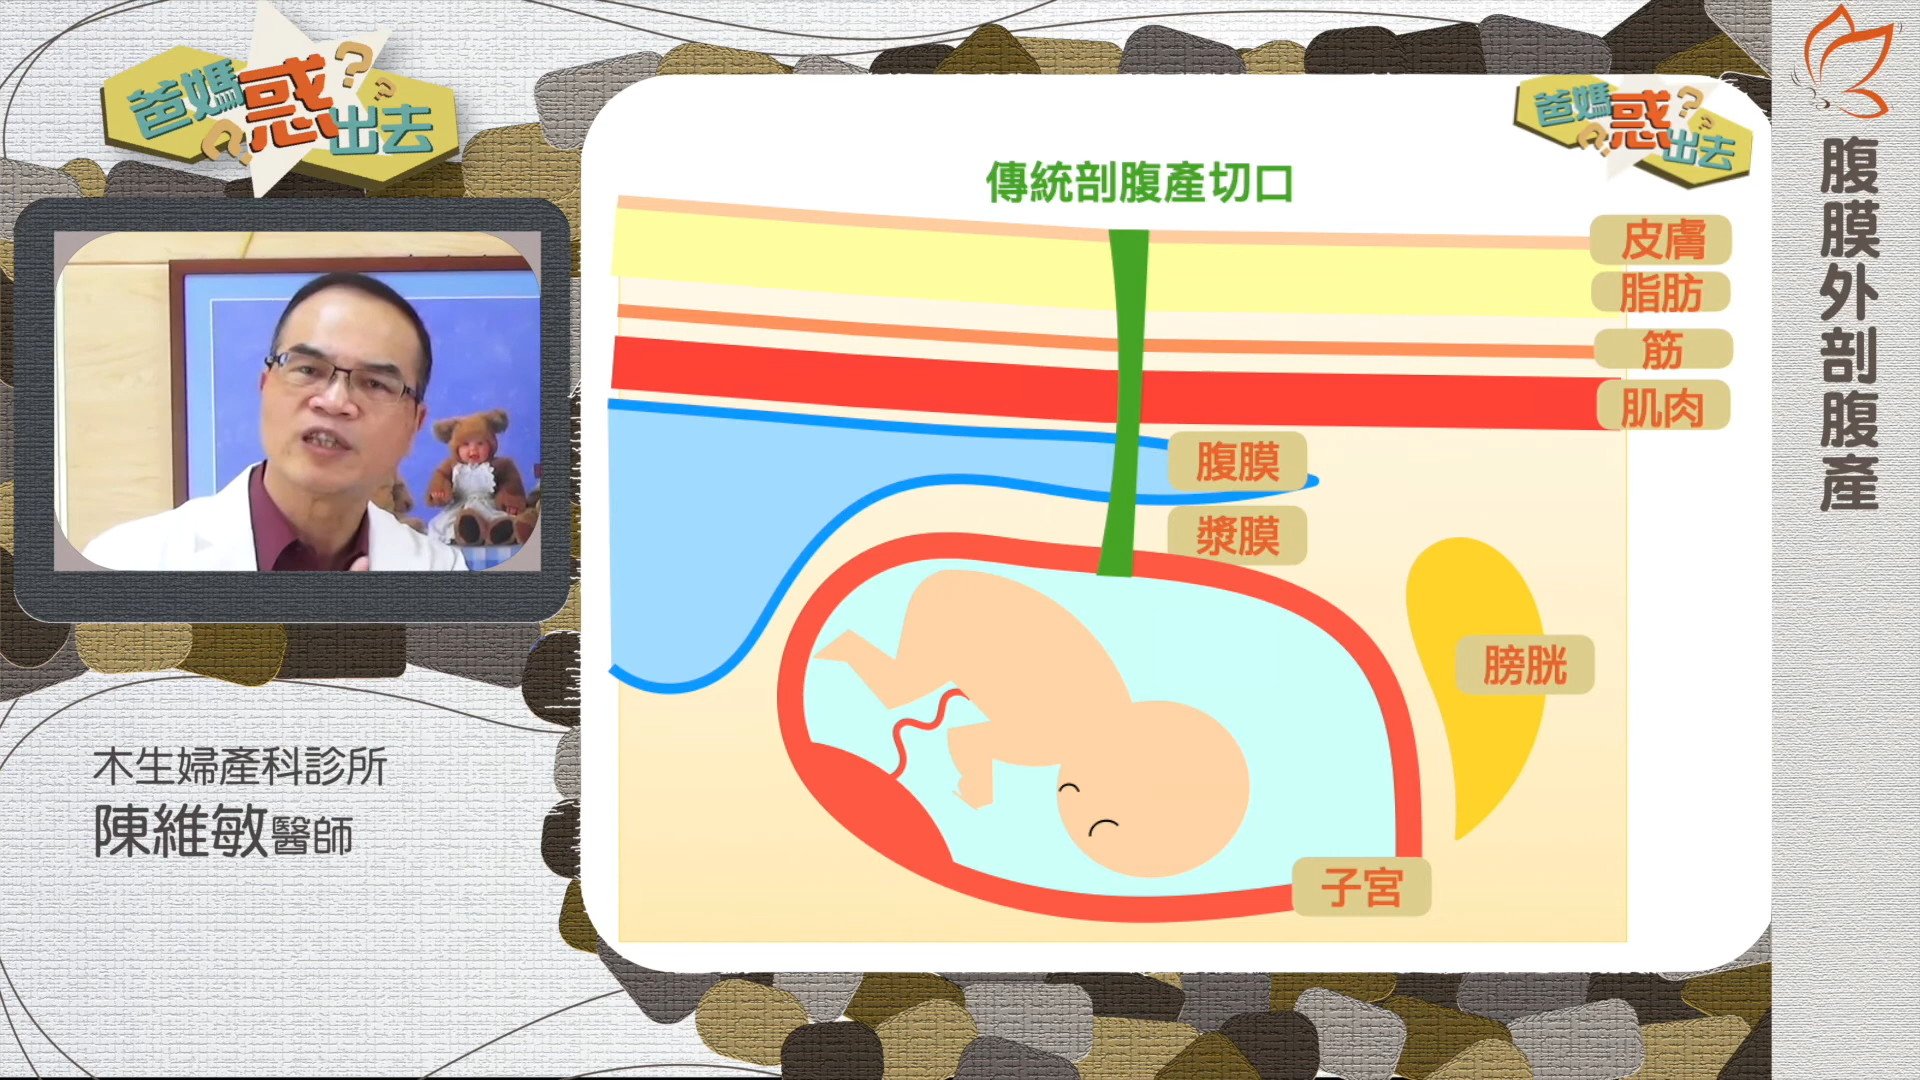 爸媽惑出去
爸媽惑出去
傳統剖腹產切口
皮膚
脂肪
筋
肌肉
腹膜
漿膜
膀胱
子宮
腹膜外剖腹產
木生婦產科診所
陳維敏醫師